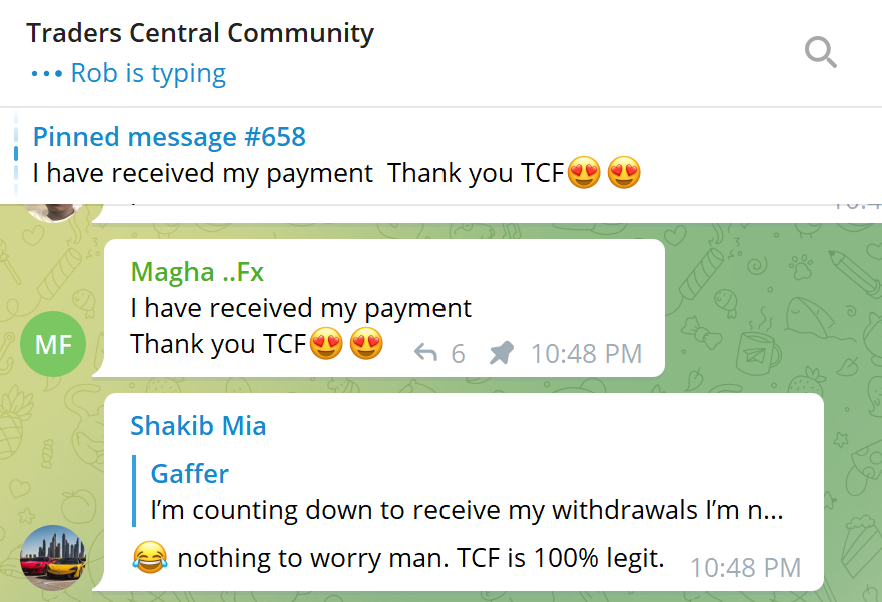 Traders Central Community
••• Rob is typing
Pinned message #658
I have received my payment  Thank you TCF😍😍
Magha ..Fx
I have received my payment
Thank you TCF😍😍
6
10:48 PM
MF
Shakib Mia
Gaffer
I’m counting down to receive my withdrawals I’m n...
😂 nothing to worry man. TCF is 100% legit.
10:48 PM